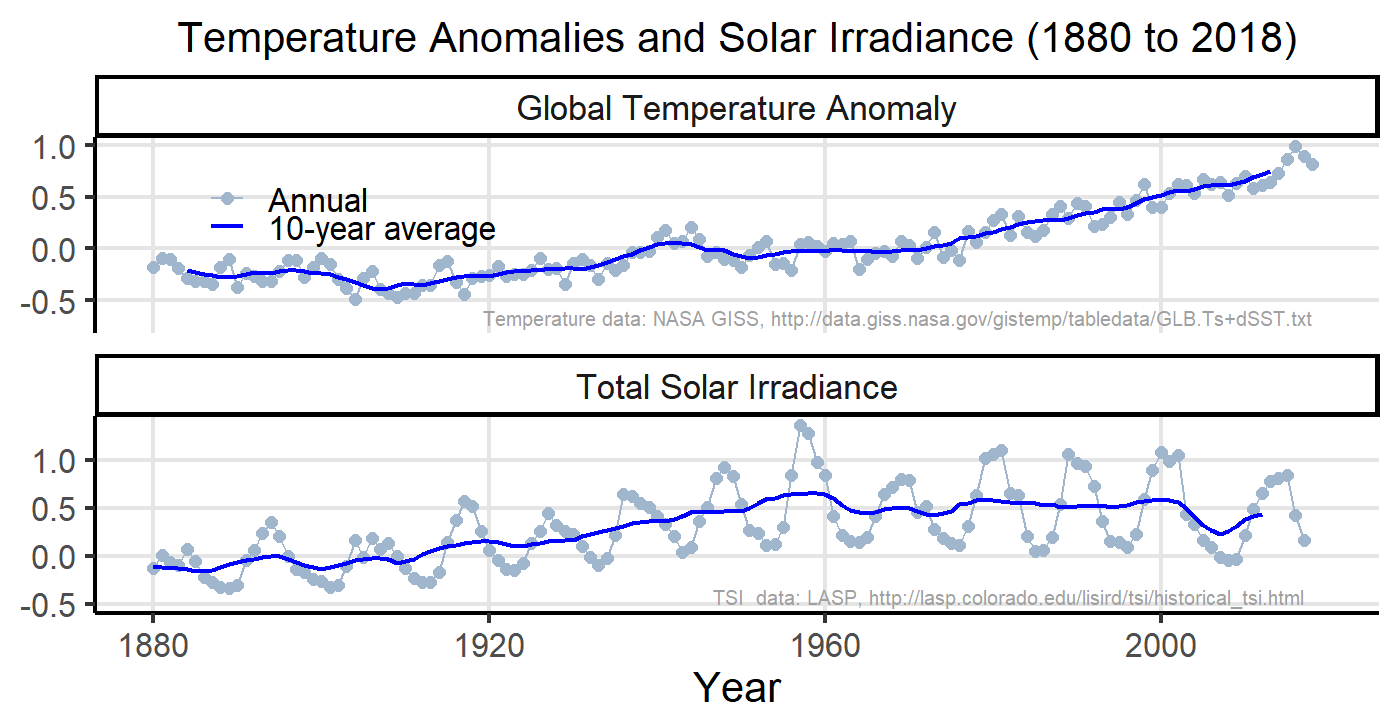 Temperature Anomalies and Solar Irradiance (1880 to 2018)
Global Temperature Anomaly
1.0
0.5
0.0
-0.5
Annual
10-year average
Temperature data: NASA GISS, http://data.giss.nasa.gov/gistemp/tabledata/GLB.Ts+dSST.txt
Total Solar Irradiance
1.0
0.5
0.0
-0.5
TSI  data: LASP, http://lasp.colorado.edu/lisird/tsi/historical_tsi.html
1880 1920 1960 2000
Year